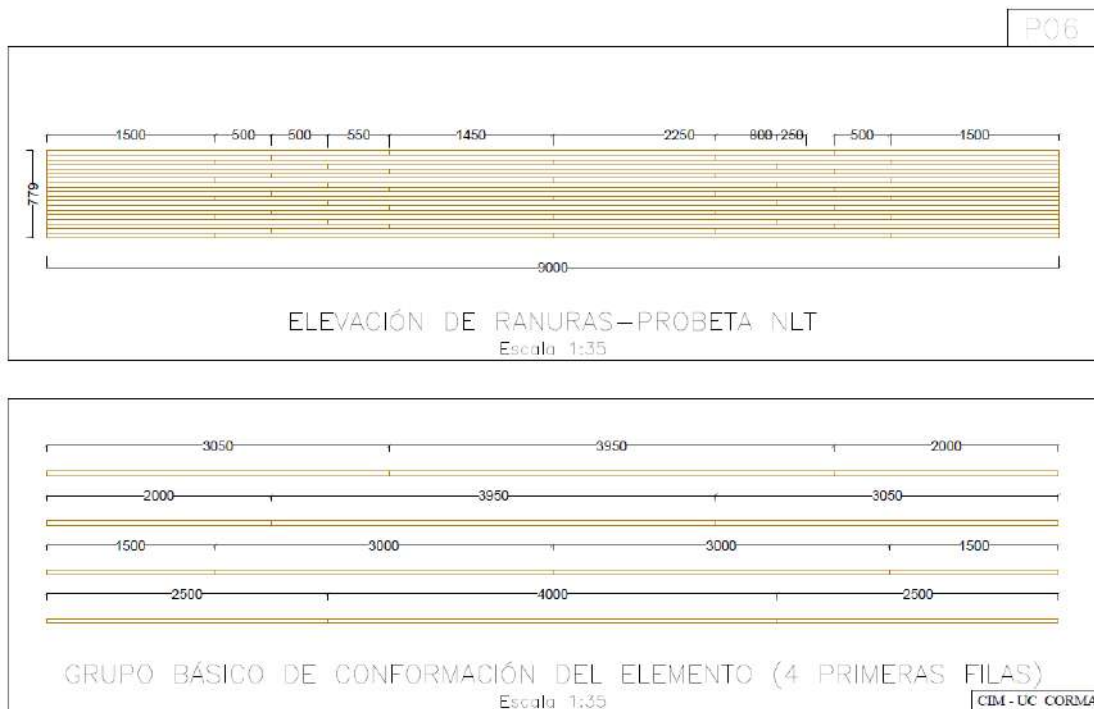 P06
1500 500 500 550 1450 2250 800 250 500 1500
779
9000
ELEVACIÓN DE RANURAS-PROBETA NLT
Escala 1:35
3050 3950 2000
2000 3950 3050
1500 3000 3000 1500
2500 4000 2500
GRUPO BÁSICO DE CONFORMACIÓN DEL ELEMENTO (4 PRIMERAS FILAS)
Escala 1:35
CIM - UC CORMA